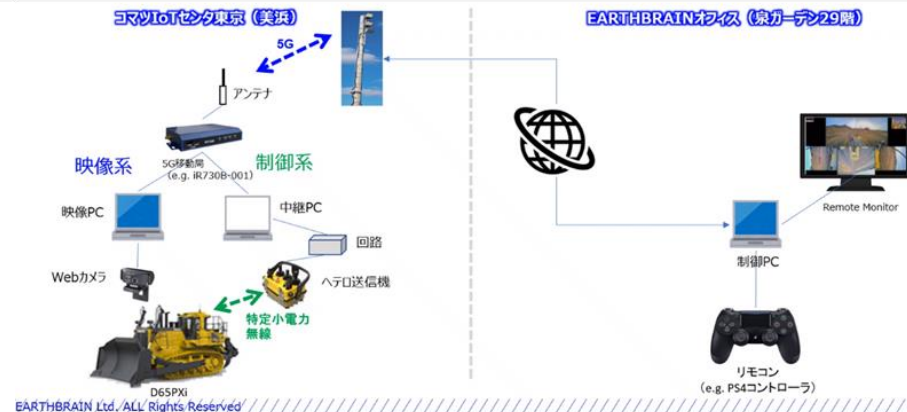 コマツIoTセンタ東京（美浜）
EARTHBRAINオフィス（泉ガーデン29階）
5G
アンテナ
映像系
5G移動局
(e.g. iR730B-001)
制御系
映像PC
中継PC
回路
Webカメラ
ヘテロ送信機
特定小電力
無線
D65PXi
Remote Monitor
制御PC
リモコン
（e.g. PS4コントローラ）
EARTHBRAIN Ltd. ALL Rights Reserved